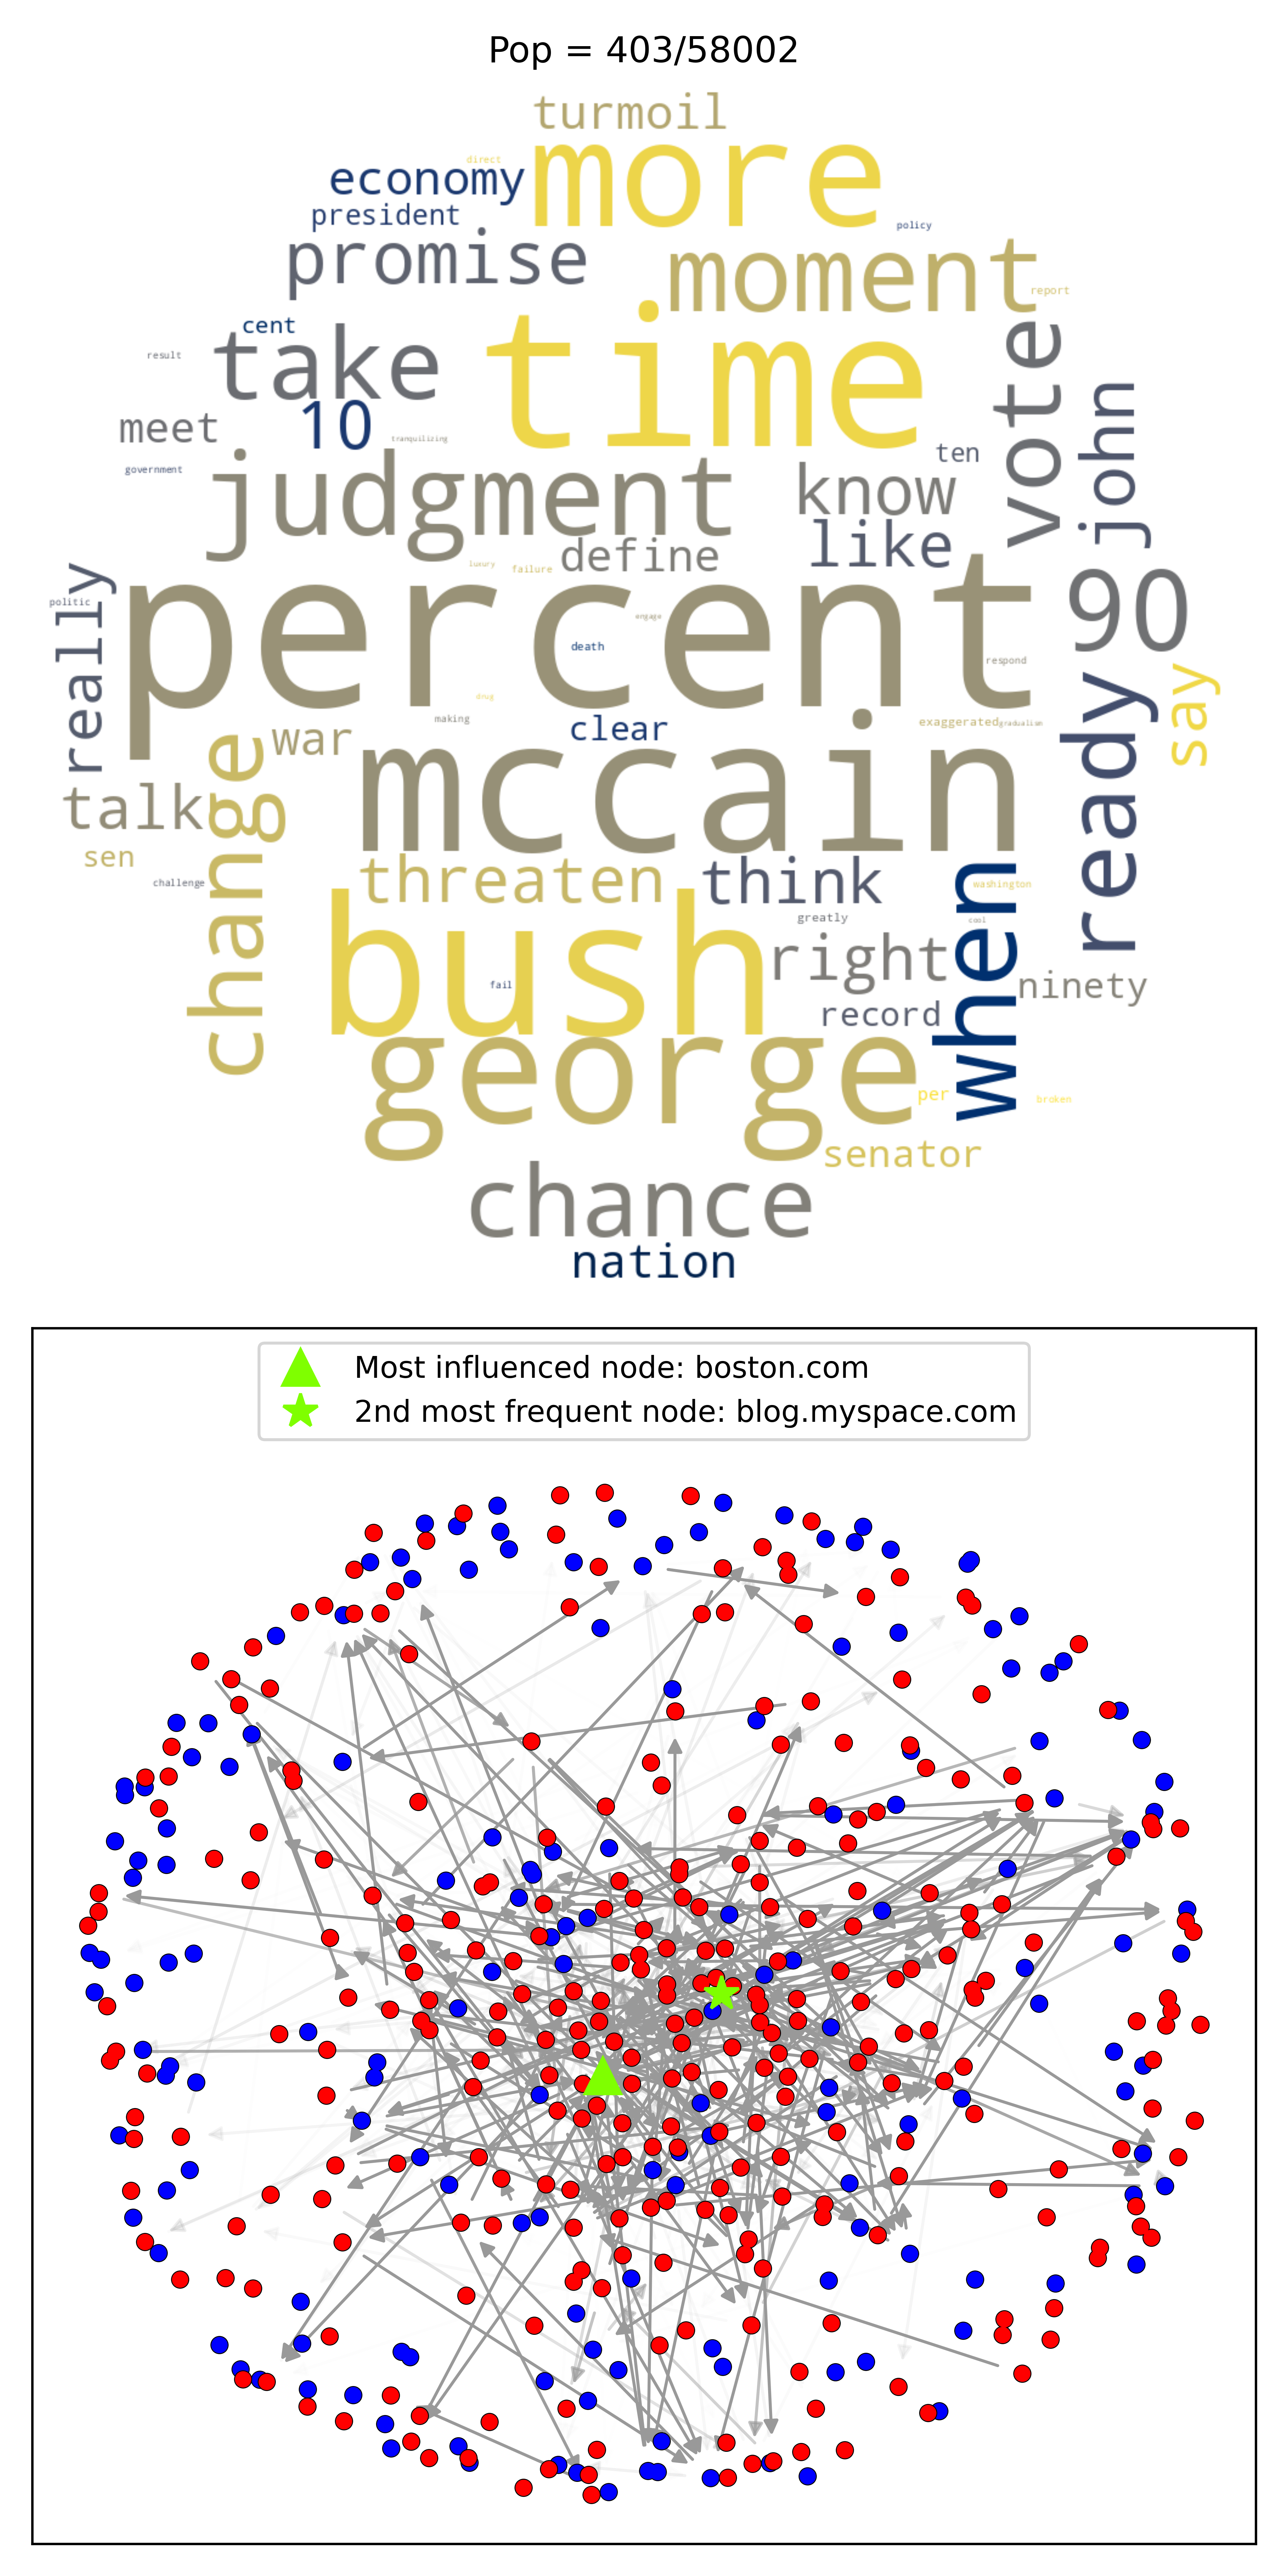 Pop = 403/58002
turmoil
direct
more
economy
president
policy
promise
moment
report
cent
time
result
take
vote
john
meet
10
tranquilizing
ten
government
judgment
know
like
define
luxury
failure
percent
90
really
politic
engage
death
respond
say
drug
making
clear
exaggerated
gradualism
war
ready
mccain
change
talk
sen
threaten
think
when
challenge
washington
greatly
cool
bush
right
fail
ninety
record
george
per
broken
senator
chance
nation
Most influenced node: boston.com
2nd most frequent node: blog.myspace.com